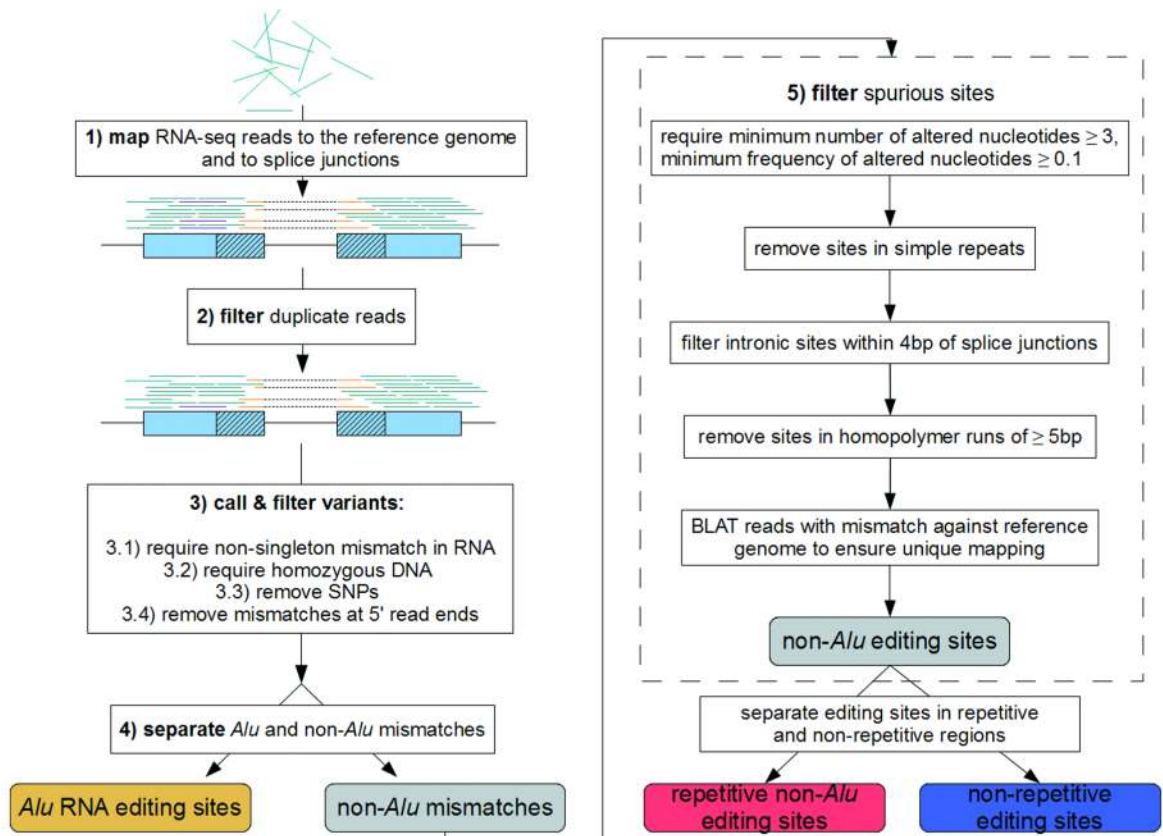 1) map RNA-seq reads to the reference genome
and to splice junctions
2) filter duplicate reads
3) call & filter variants:
3.1) require non-singleton mismatch in RNA
3.2) require homozygous DNA
3.3) remove SNPs
3.4) remove mismatches at 5' read ends
4) separate Alu and non-Alu mismatches
Alu RNA editing sites
non-Alu mismatches
5) filter spurious sites
require minimum number of altered nucleotides ≥ 3,
minimum frequency of altered nucleotides ≥ 0.1
remove sites in simple repeats
filter intronic sites within 4bp of splice junctions
remove sites in homopolymer runs of ≥ 5bp
BLAT reads with mismatch against reference
genome to ensure unique mapping
non-Alu editing sites
separate editing sites in repetitive
and non-repetitive regions
repetitive non-Alu
editing sites
non-repetitive
editing sites